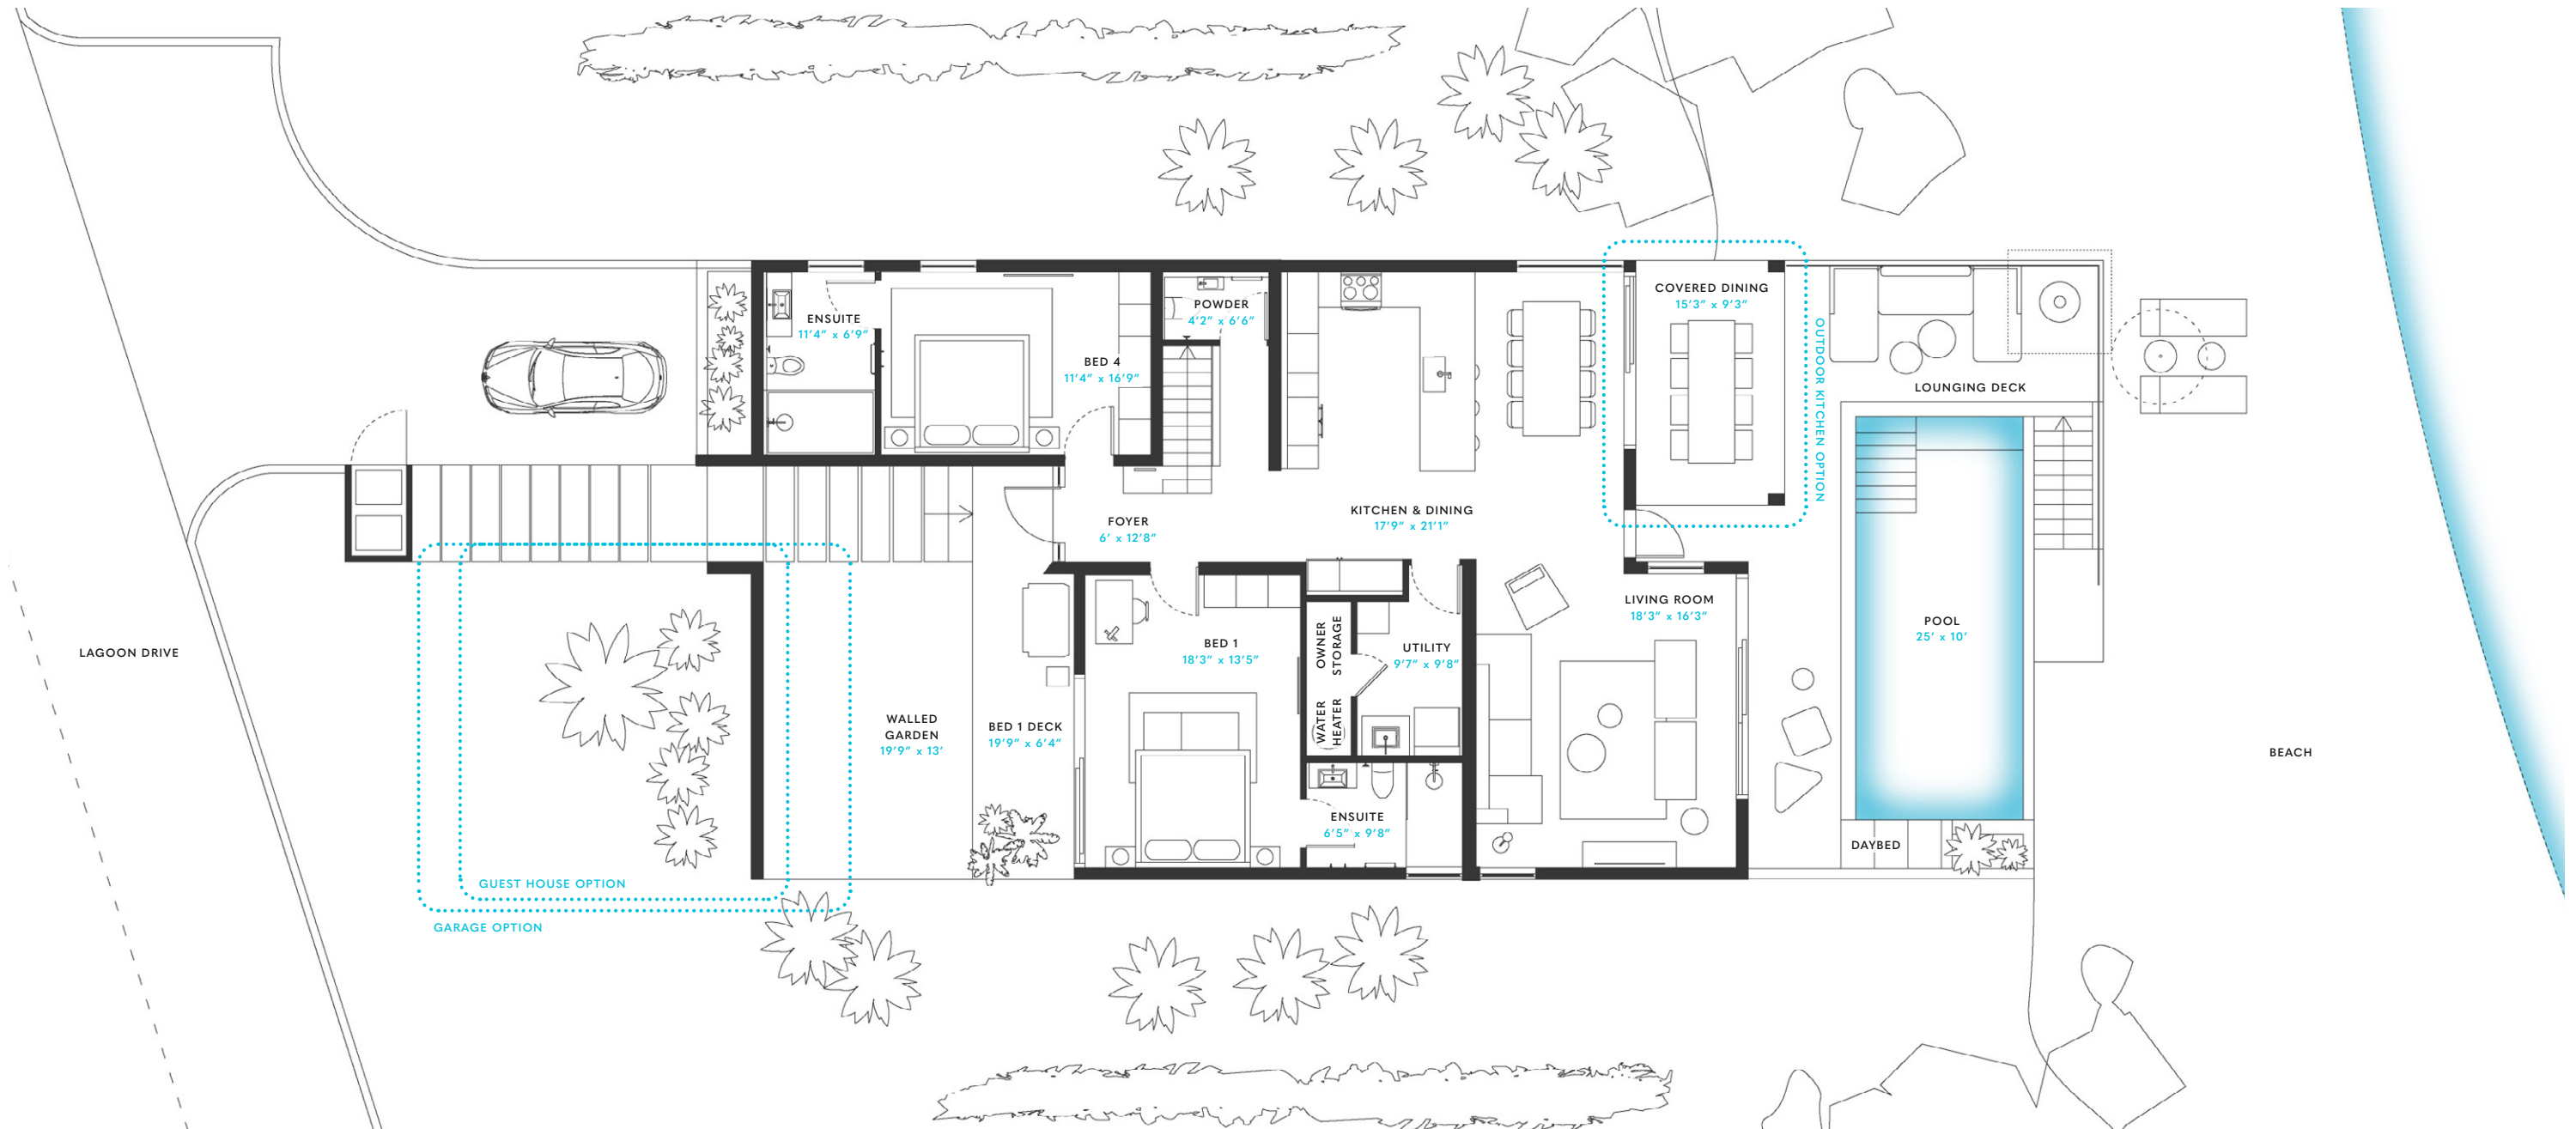 COVERED DINING
15'3" x 9'3"
POWDER
4'2" x 6'6"
ENSUITE
11'4" x 6'9"
BED 4
11'4" x 16'9"
OUTDOOR KITCHEN OPTION
LOUNGING DECK
KITCHEN & DINING
17'9" x 21'1"
FOYER
6' x 12'8"
LIVING ROOM
18'3" x 16'3"
POOL
25' x 10'
LAGOON DRIVE
BED 1
18'3" x 13'5"
OWNER
STORAGE
UTILITY
9'7" x 9'8"
WATER
HEATER
WALLED
GARDEN
19'9" x 13'
BED 1 DECK
19'9" x 6'4"
BEACH
ENSUITE
6'5" x 9'8"
DAYBED
GUEST HOUSE OPTION
GARAGE OPTION